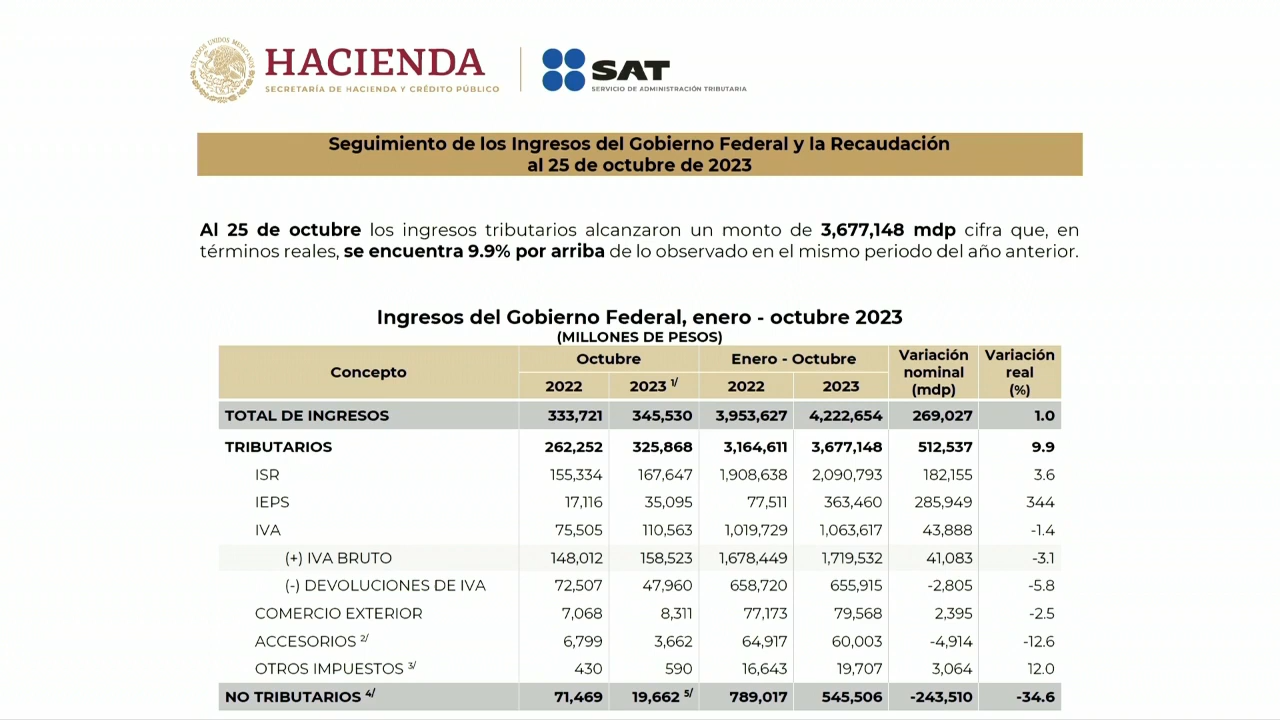 ESTADOS UNIDOS MEXICANOS
HACIENDA
SECRETARÍA DE HACIENDA Y CRÉDITO PÚBLICO
SAT
SERVICIO DE ADMINISTRACIÓN TRIBUTARIA
Seguimiento de los Ingresos del Gobierno Federal y la Recaudación
al 25 de octubre de 2023
Al 25 de octubre los ingresos tributarios alcanzaron un monto de 3,677,148 mdp cifra que, en
términos reales, se encuentra 9.9% por arriba de lo observado en el mismo periodo del año anterior.
Ingresos del Gobierno Federal, enero - octubre 2023
(MILLONES DE PESOS)
Concepto Octubre Enero - Octubre Variación nominal (mdp) Variación real (%)
2022 2023 1/ 2022 2023
TOTAL DE INGRESOS 333,721 345,530 3,953,627 4,222,654 269,027 1.0
TRIBUTARIOS 262,252 325,868 3,164,611 3,677,148 512,537 9.9
ISR 155,334 167,647 1,908,638 2,090,793 182,155 3.6
IEPS 17,116 35,095 77,511 363,460 285,949 344
IVA 75,505 110,563 1,019,729 1,063,617 43,888 -1.4
(+) IVA BRUTO 148,012 158,523 1,678,449 1,719,532 41,083 -3.1
(-) DEVOLUCIONES DE IVA 72,507 47,960 658,720 655,915 -2,805 -5.8
COMERCIO EXTERIOR 7,068 8,311 77,173 79,568 2,395 -2.5
ACCESORIOS 2/ 6,799 3,662 64,917 60,003 -4,914 -12.6
OTROS IMPUESTOS 3/ 430 590 16,643 19,707 3,064 12.0
NO TRIBUTARIOS 4/ 71,469 19,662 5/ 789,017 545,506 -243,510 -34.6